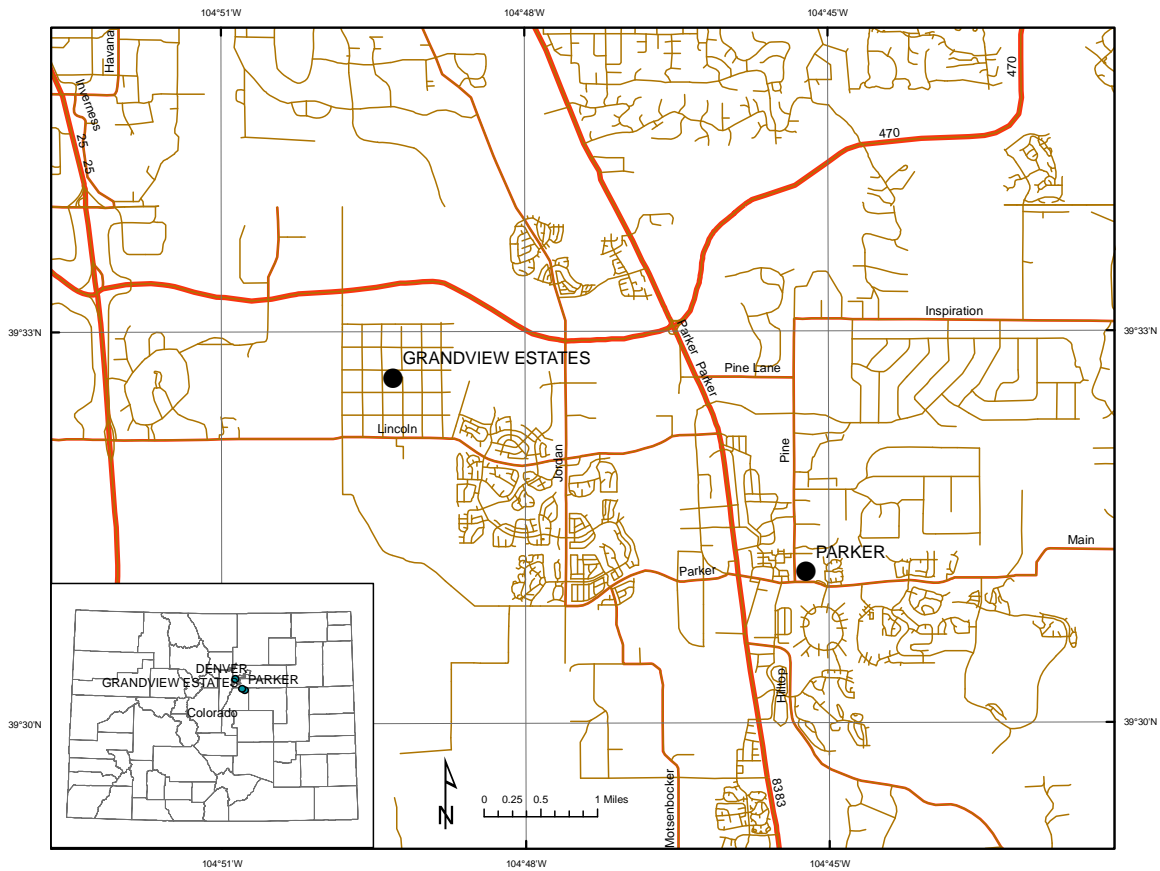 104°51'W
104°48'W
104°45'W
Havana
470
Inverness
25
25
470
Inspiration
39°33'N
39°33'N
Parker
Parker
GRANDVIEW ESTATES
Pine Lane
Lincoln
Jordan
Pine
Main
PARKER
Parker
DENVER
GRANDVIEW ESTATES
PARKER
Colorado
Hilltop
39°30'N
39°30'N
N
0 0.25 0.5 1 Miles
Motsenbocker
8383
104°51'W
104°48'W
104°45'W